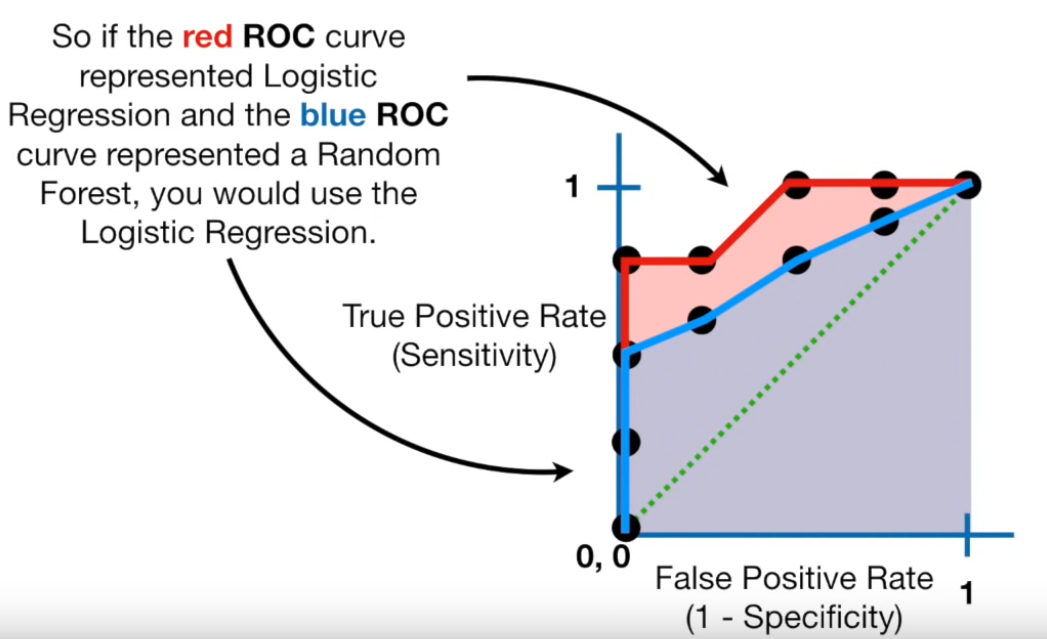 So if the red ROC curve
represented Logistic
Regression and the blue ROC
curve represented a Random
Forest, you would use the
Logistic Regression.
1
True Positive Rate
(Sensitivity)
0, 0
False Positive Rate
1
(1 - Specificity)